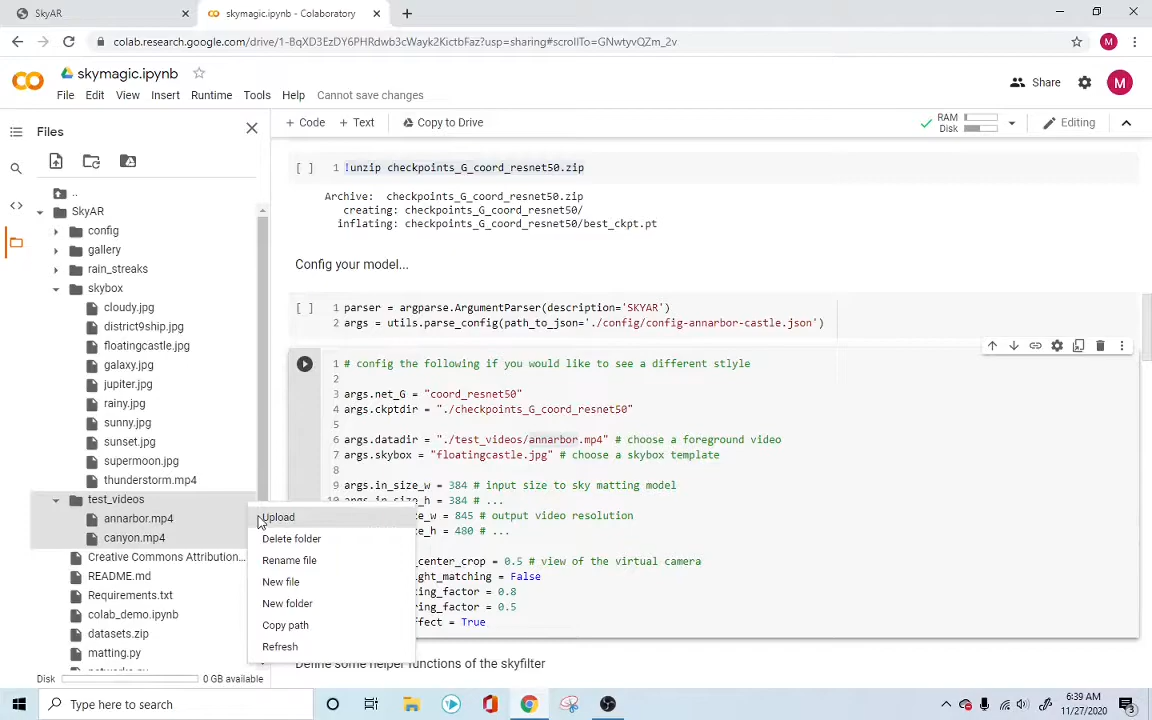 SkyAR
skymagic.ipynb - Colaboratory
colab.research.google.com/drive/1-BqXD3EzDY6PHRdwb3cWayk2KictbFaz?usp=sharing#scrollTo=GNwtyvQZm_2v
M
skymagic.ipynb
Share
M
File Edit View Insert Runtime Tools Help Cannot save changes
Files
+ Code + Text Copy to Drive
RAM
Disk
Editing
..
SkyAR
config
gallery
rain_streaks
skybox
cloudy.jpg
district9ship.jpg
floatingcastle.jpg
galaxy.jpg
jupiter.jpg
rainy.jpg
sunny.jpg
sunset.jpg
supermoon.jpg
thunderstorm.mp4
test_videos
annarbor.mp4
canyon.mp4
Creative Commons Attribution...
README.md
Requirements.txt
colab_demo.ipynb
datasets.zip
matting.py
Disk 0 GB available
Upload
Delete folder
Rename file
New file
New folder
Copy path
Refresh
[ ] 1 !unzip checkpoints_G_coord_resnet50.zip
Archive: checkpoints_G_coord_resnet50.zip
creating: checkpoints_G_coord_resnet50/
inflating: checkpoints_G_coord_resnet50/best_ckpt.pt
Config your model...
[ ] 1 parser = argparse.ArgumentParser(description='SKYAR')
2 args = utils.parse_config(path_to_json='./config/config-annarbor-castle.json')
1 # config the following if you would like to see a different stlyle
2
3 args.net_G = "coord_resnet50"
4 args.ckptdir = "./checkpoints_G_coord_resnet50"
5
6 args.datadir = "./test_videos/annarbor.mp4" # choose a foreground video
7 args.skybox = "floatingcastle.jpg" # choose a skybox template
8
9 args.in_size_w = 384 # input size to sky matting model
10 args.in_size_h = 384 # ...
ze_w = 845 # output video resolution
ze_h = 480 # ...
center_crop = 0.5 # view of the virtual camera
ght_matching = False
ing_factor = 0.8
ring_factor = 0.5
ffect = True
Define some helper functions of the skyfilter
Type here to search
6:39 AM
11/27/2020
3